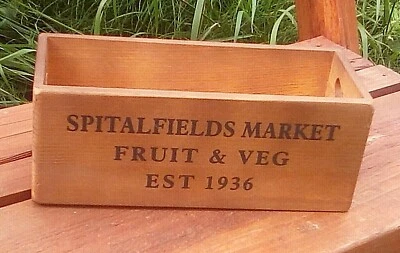 SPITALFIELDS MARKET
FRUIT & VEG
EST 1936